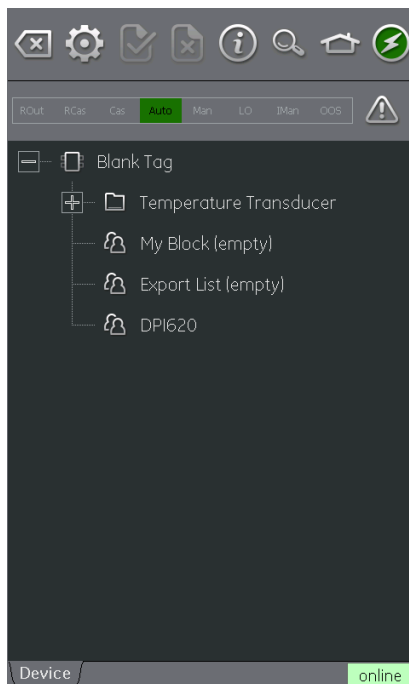 ROut RCas Cas Auto Man LO IMan OOS
Blank Tag
Temperature Transducer
My Block (empty)
Export List (empty)
DPI620
Device online